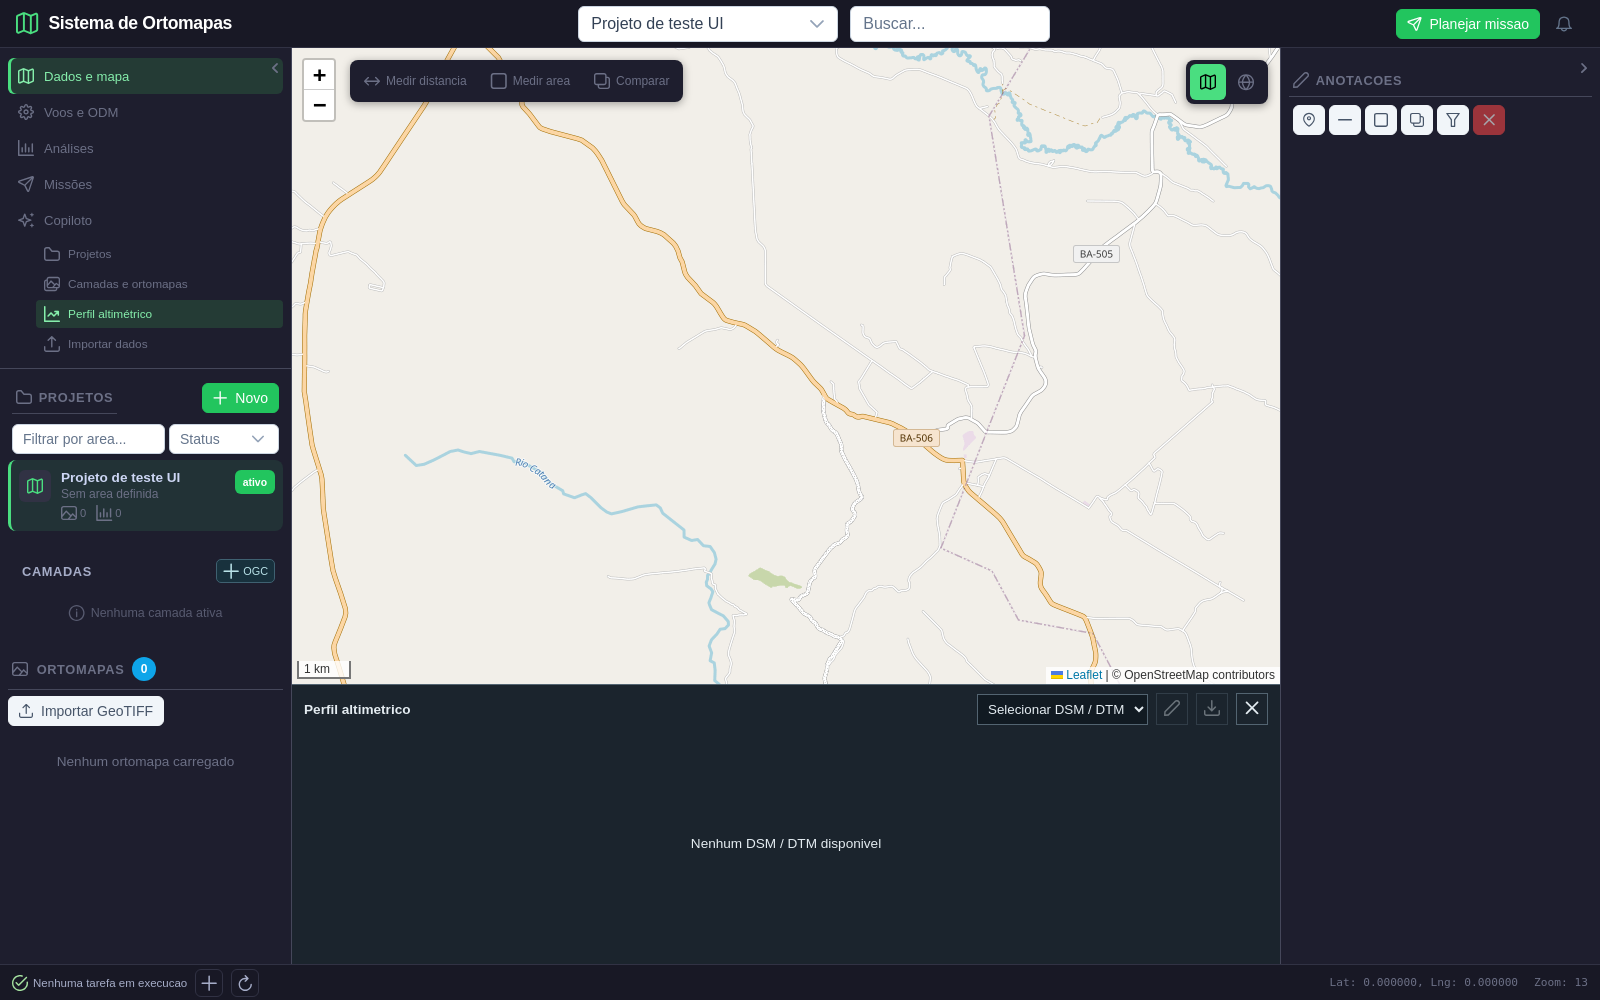 Sistema de Ortomapas
Projeto de teste UI
Buscar...
Planejar missao
Dados e mapa
Voos e ODM
Análises
Missões
Copiloto
Projetos
Camadas e ortomapas
Perfil altimétrico
Importar dados
PROJETOS
Novo
Filtrar por area...
Status
Projeto de teste UI
Sem area definida
ativo
0 0
CAMADAS
OGC
Nenhuma camada ativa
ORTOMAPAS
0
Importar GeoTIFF
Nenhum ortomapa carregado
+
−
Medir distancia
Medir area
Comparar
BA-505
BA-506
Rio Catana
1 km
Leaflet | © OpenStreetMap contributors
Perfil altimetrico
Selecionar DSM / DTM
Nenhum DSM / DTM disponivel
ANOTACOES
Nenhuma tarefa em execucao
Lat: 0.000000, Lng: 0.000000
Zoom: 13